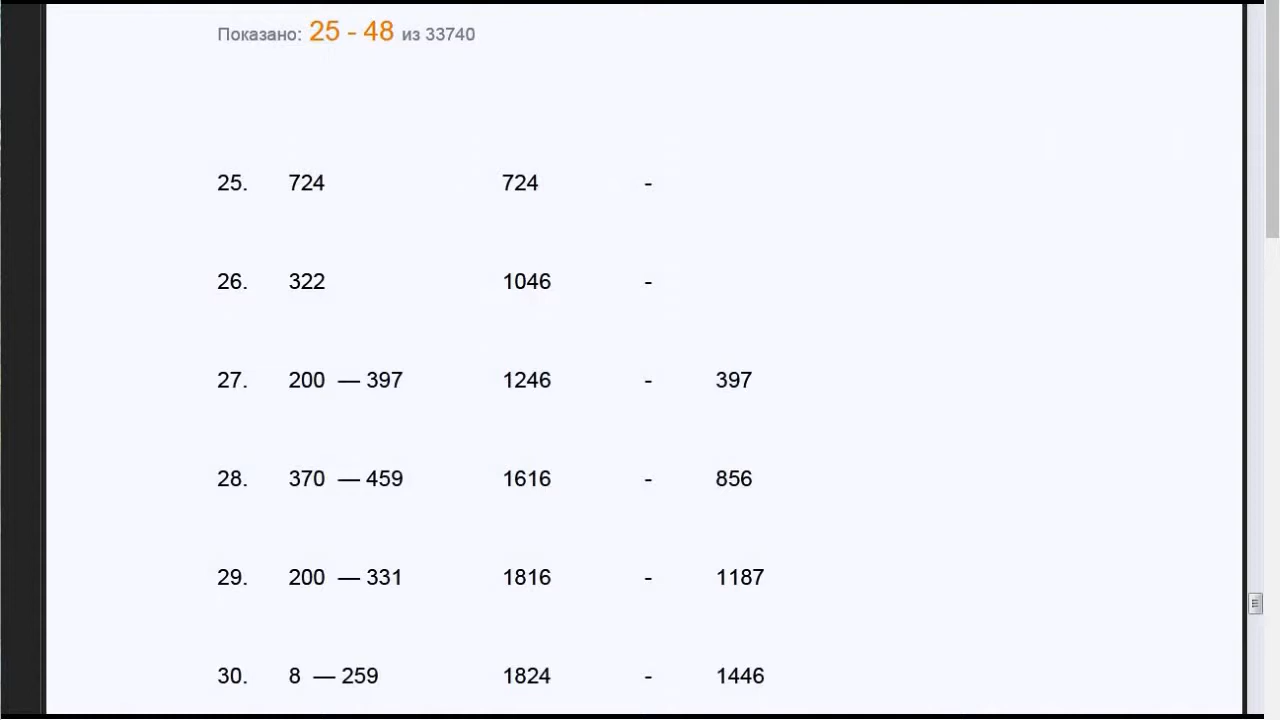 Показано: 25 - 48 из 33740
25. 724 724 -
26. 322 1046 -
27. 200 — 397 1246 - 397
28. 370 — 459 1616 - 856
29. 200 — 331 1816 - 1187
30. 8 — 259 1824 - 1446